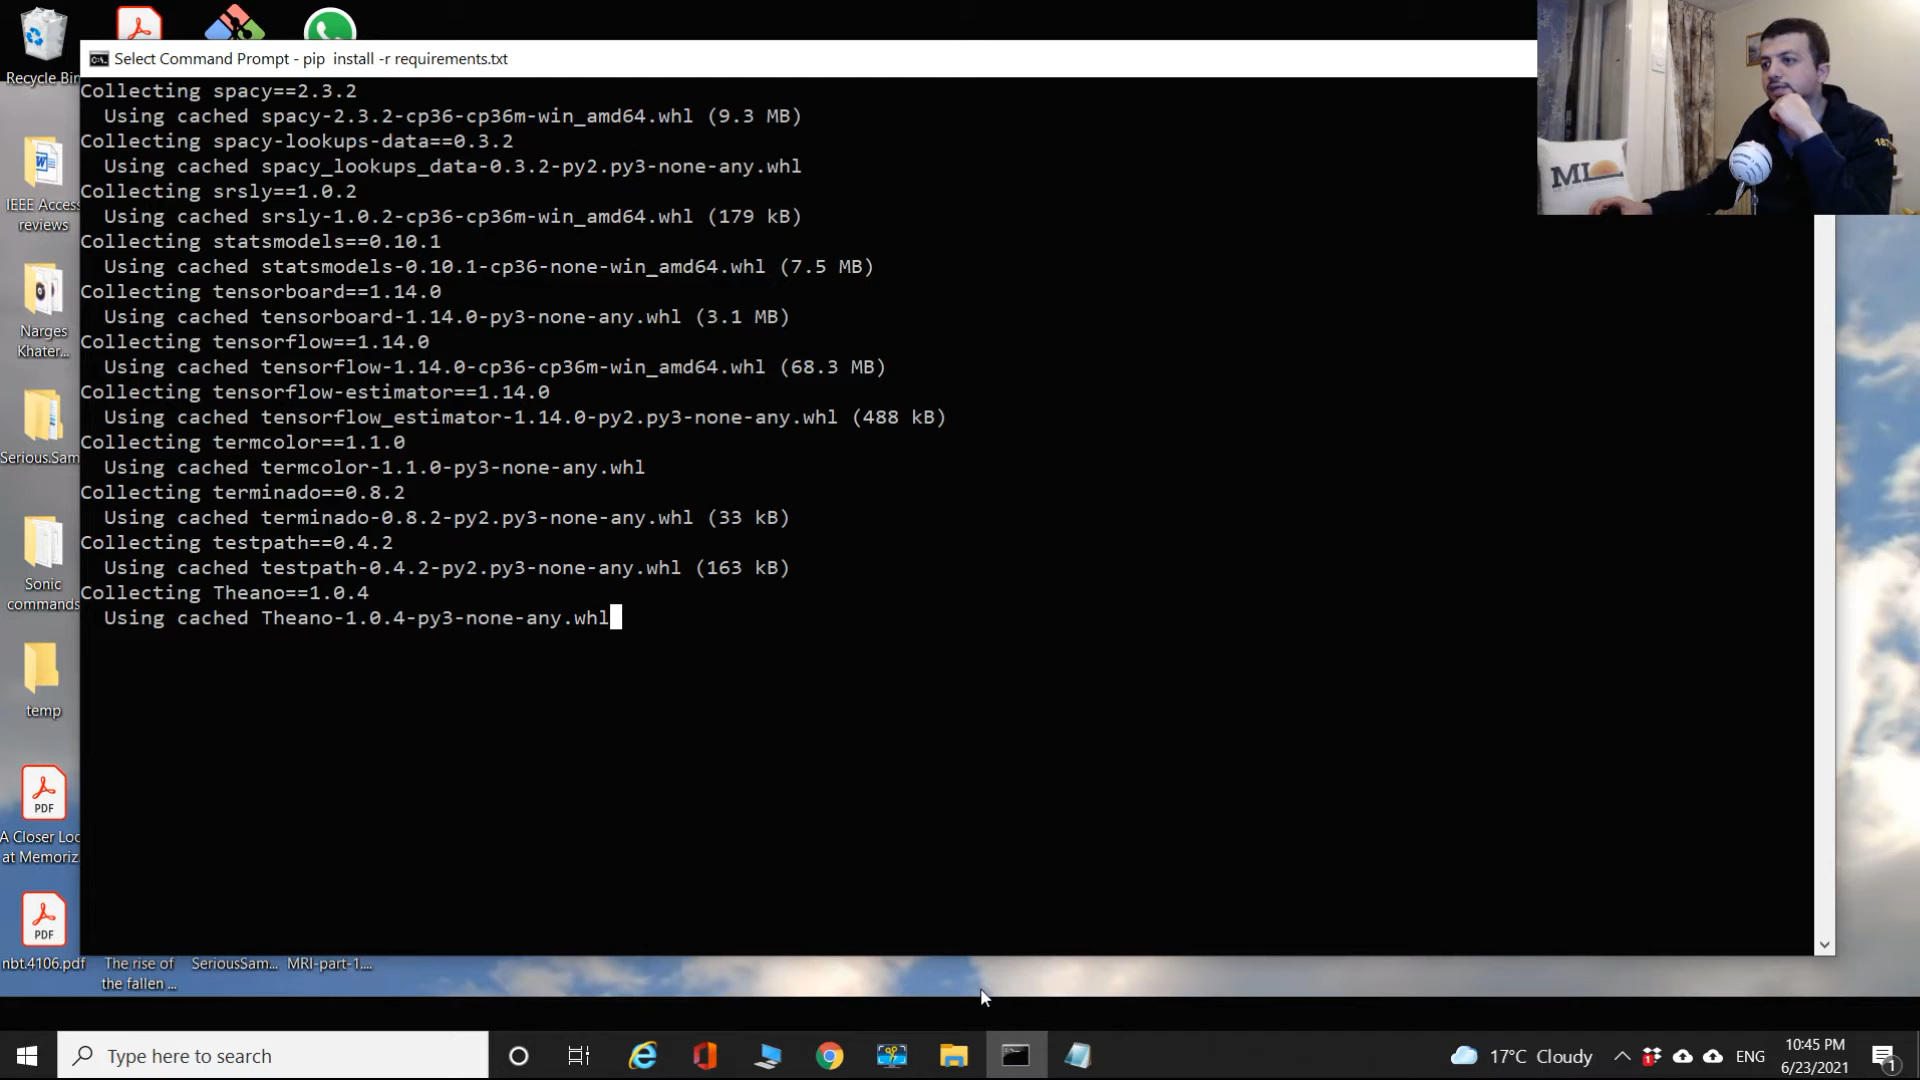 Recycle Bin
Select Command Prompt - pip  install -r requirements.txt
Collecting spacy==2.3.2
Using cached spacy-2.3.2-cp36-cp36m-win_amd64.whl (9.3 MB)
Collecting spacy-lookups-data==0.3.2
Using cached spacy_lookups_data-0.3.2-py2.py3-none-any.whl
Collecting srsly==1.0.2
Using cached srsly-1.0.2-cp36-cp36m-win_amd64.whl (179 kB)
Collecting statsmodels==0.10.1
Using cached statsmodels-0.10.1-cp36-none-win_amd64.whl (7.5 MB)
Collecting tensorboard==1.14.0
Using cached tensorboard-1.14.0-py3-none-any.whl (3.1 MB)
Collecting tensorflow==1.14.0
Using cached tensorflow-1.14.0-cp36-cp36m-win_amd64.whl (68.3 MB)
Collecting tensorflow-estimator==1.14.0
Using cached tensorflow_estimator-1.14.0-py2.py3-none-any.whl (488 kB)
Collecting termcolor==1.1.0
Using cached termcolor-1.1.0-py3-none-any.whl
Collecting terminado==0.8.2
Using cached terminado-0.8.2-py2.py3-none-any.whl (33 kB)
Collecting testpath==0.4.2
Using cached testpath-0.4.2-py2.py3-none-any.whl (163 kB)
Collecting Theano==1.0.4
Using cached Theano-1.0.4-py3-none-any.whl
ML
187
IEEE Access
reviews
Narges
Khater...
Serious.Sam
Sonic
commands
temp
PDF
A Closer Loo
at Memoriz
PDF
nbt.4106.pdf
The rise of
the fallen ...
SeriousSam...
MRI-part-1....
Type here to search
17°C Cloudy
1
ENG
10:45 PM
6/23/2021
1